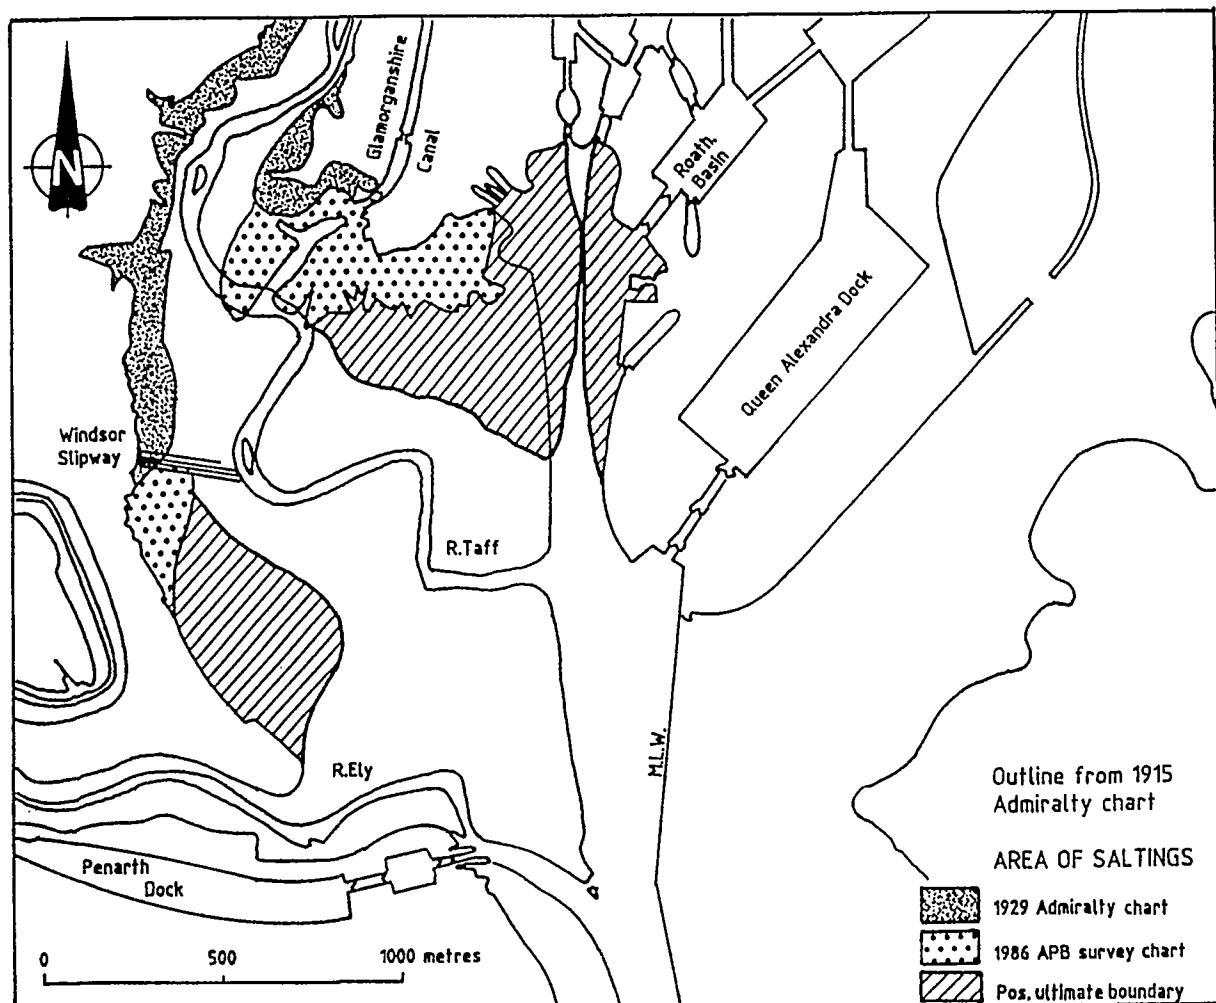 N
Glamorganshire
Canal
Roath.
Basin
Queen Alexandra Dock
Windsor
Slipway
R.Taff
M.L.W.
R.Ely
Penarth
Dock
0 500 1000 metres
Outline from 1915
Admiralty chart
AREA OF SALTINGS
1929 Admiralty chart
1986 APB survey chart
Pos. ultimate boundary